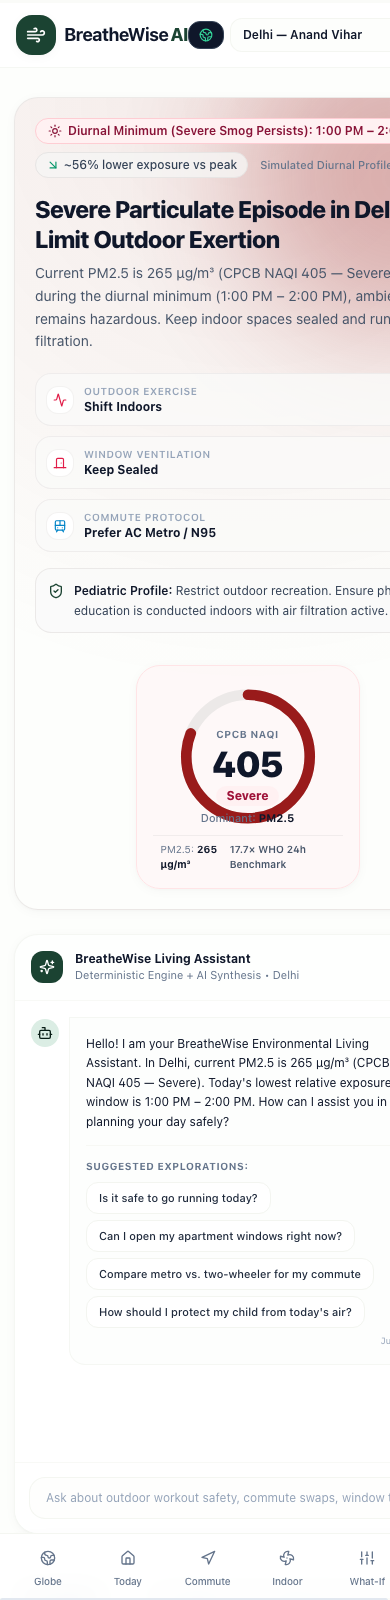 BreatheWise AI
Delhi — Anand Vihar
Diurnal Minimum (Severe Smog Persists): 1:00 PM – 2:
~56% lower exposure vs peak
Simulated Diurnal Profile
Severe Particulate Episode in Del
Limit Outdoor Exertion
Current PM2.5 is 265 µg/m³ (CPCB NAQI 405 — Severe
during the diurnal minimum (1:00 PM – 2:00 PM), ambie
remains hazardous. Keep indoor spaces sealed and run
filtration.
OUTDOOR EXERCISE
Shift Indoors
WINDOW VENTILATION
Keep Sealed
COMMUTE PROTOCOL
Prefer AC Metro / N95
Pediatric Profile: Restrict outdoor recreation. Ensure ph
education is conducted indoors with air filtration active.
CPCB NAQI
405
Severe
Dominant: PM2.5
PM2.5: 265 µg/m³
17.7× WHO 24h Benchmark
BreatheWise Living Assistant
Deterministic Engine + AI Synthesis • Delhi
Hello! I am your BreatheWise Environmental Living
Assistant. In Delhi, current PM2.5 is 265 µg/m³ (CPCB
NAQI 405 — Severe). Today's lowest relative exposure
window is 1:00 PM – 2:00 PM. How can I assist you in
planning your day safely?
SUGGESTED EXPLORATIONS:
Is it safe to go running today?
Can I open my apartment windows right now?
Compare metro vs. two-wheeler for my commute
How should I protect my child from today's air?
Ju
Ask about outdoor workout safety, commute swaps, window t
Globe
Today
Commute
Indoor
What-If